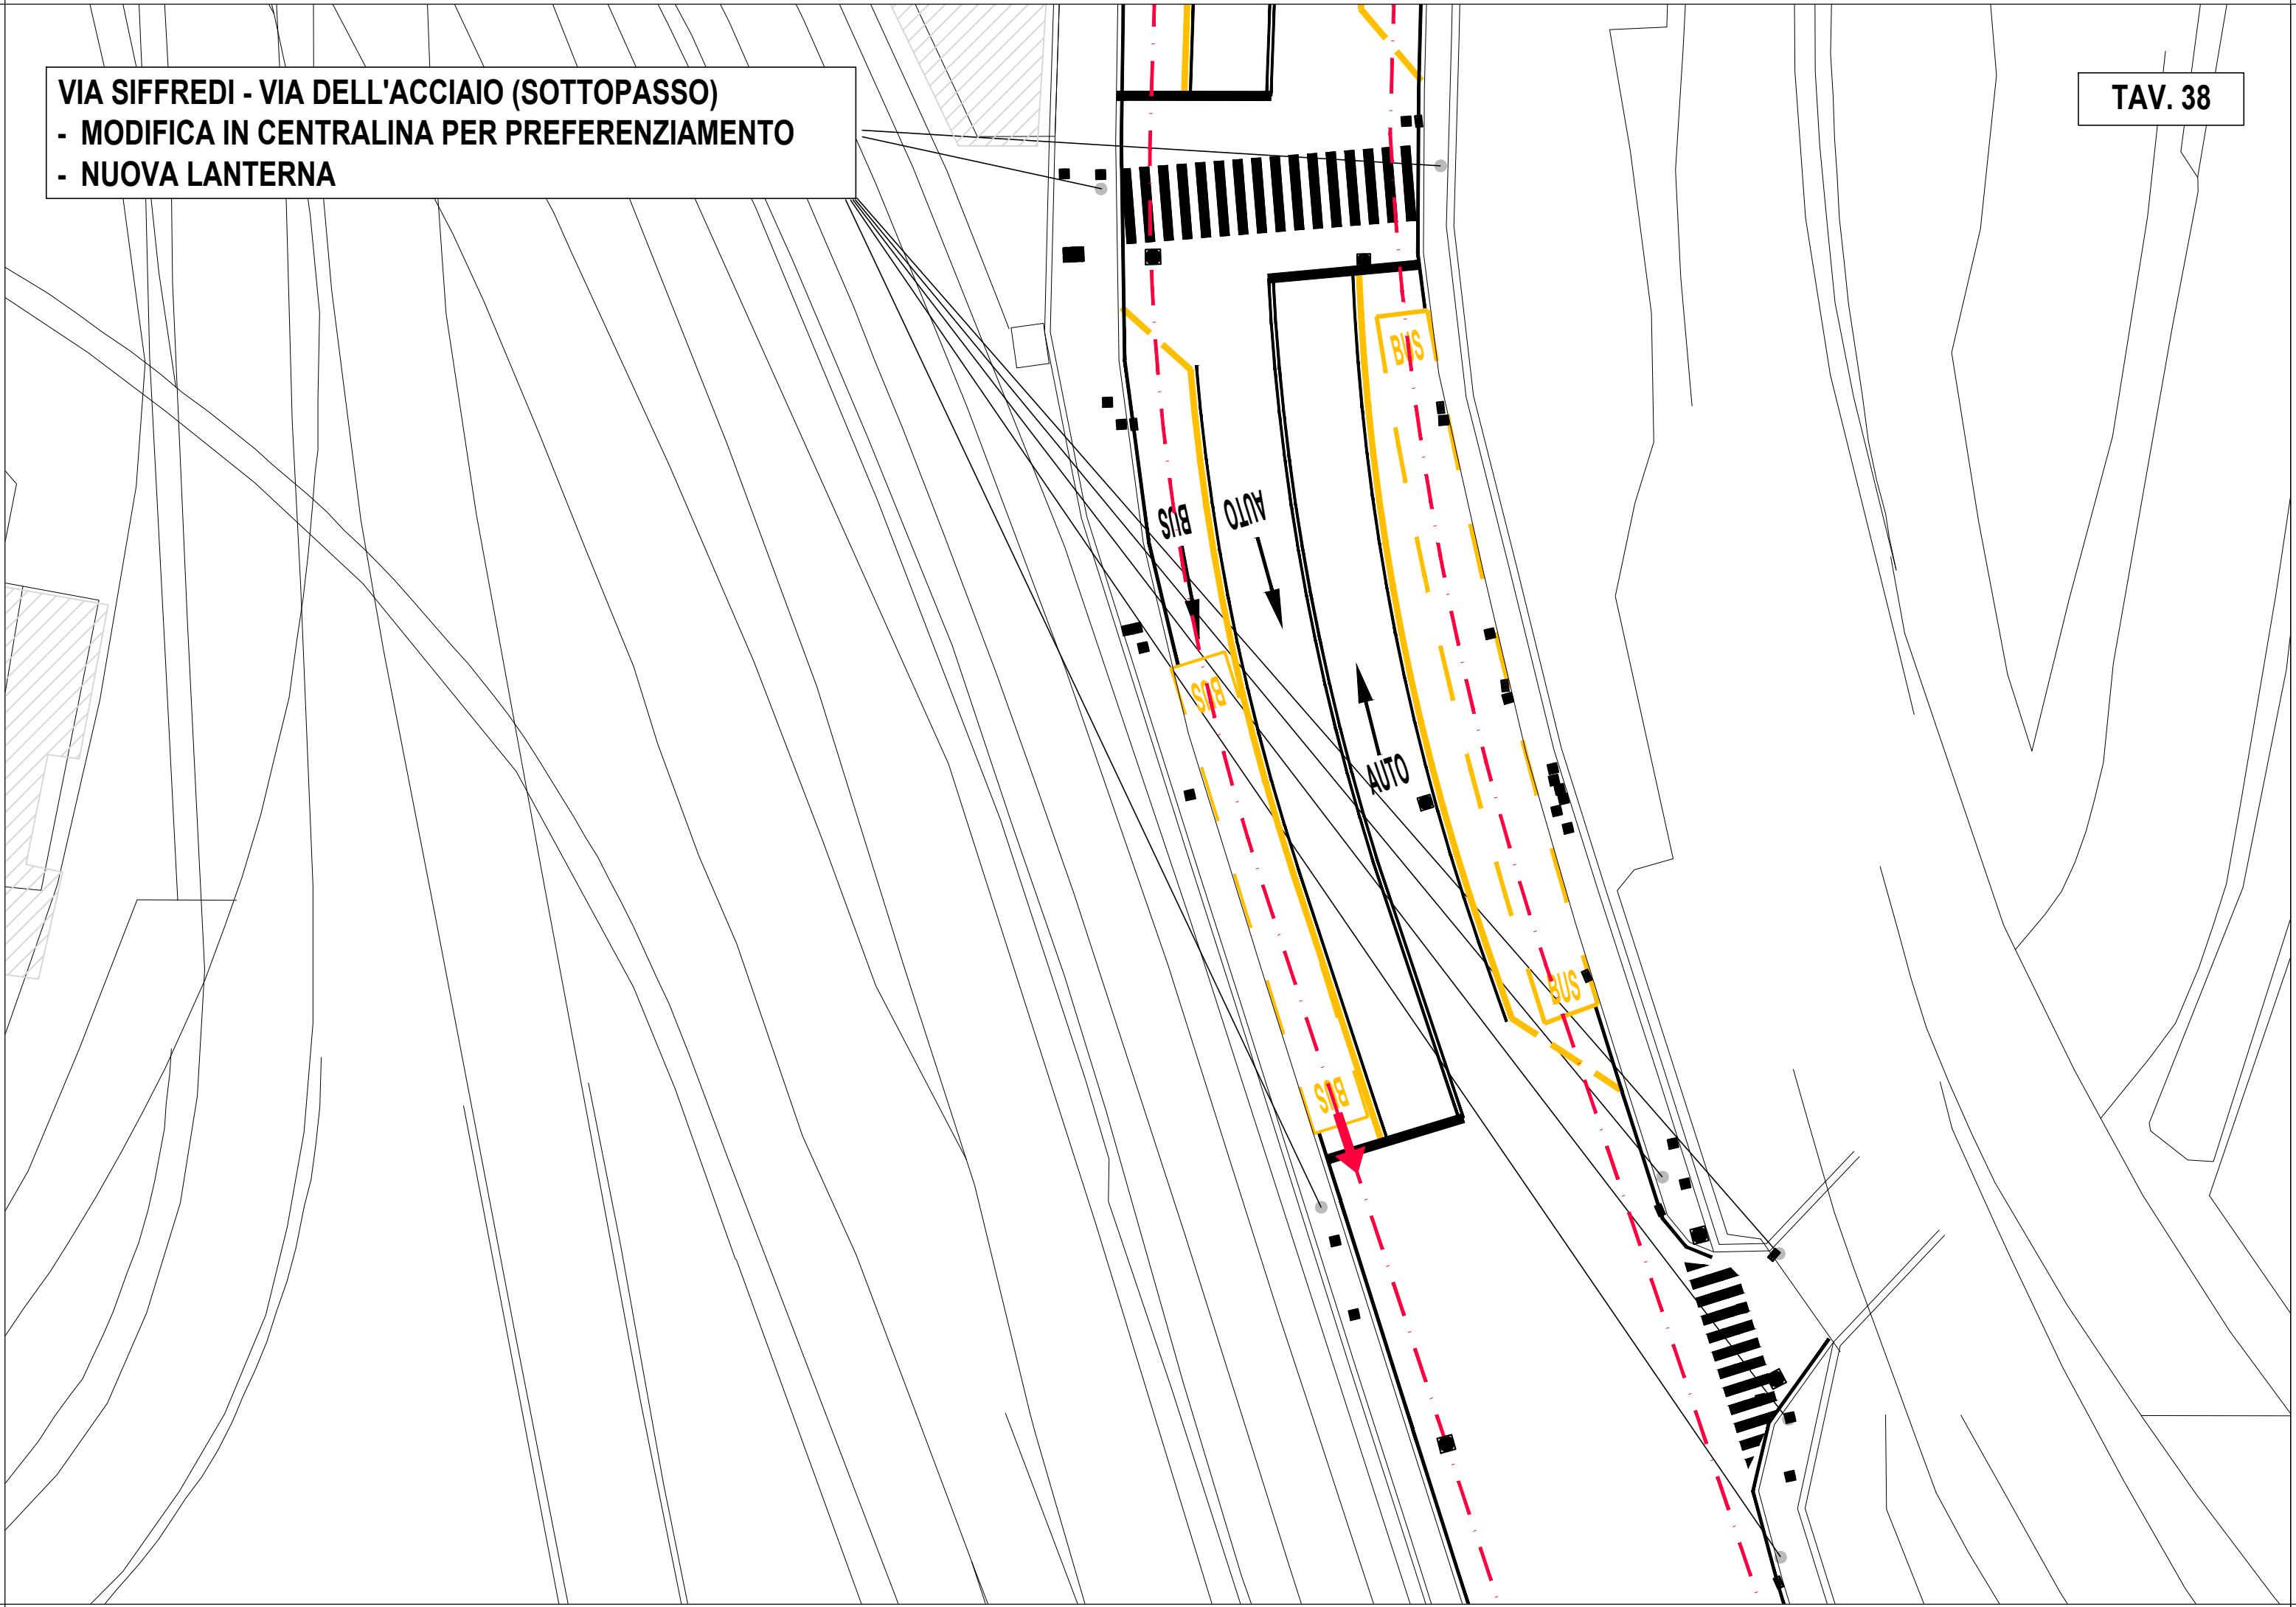 VIA SIFFREDI - VIA DELL'ACCIAIO (SOTTOPASSO)
- MODIFICA IN CENTRALINA PER PREFERENZIAMENTO
- NUOVA LANTERNA
TAV. 38
BUS
BUS
AUTO
BUS
AUTO
BUS
BUS